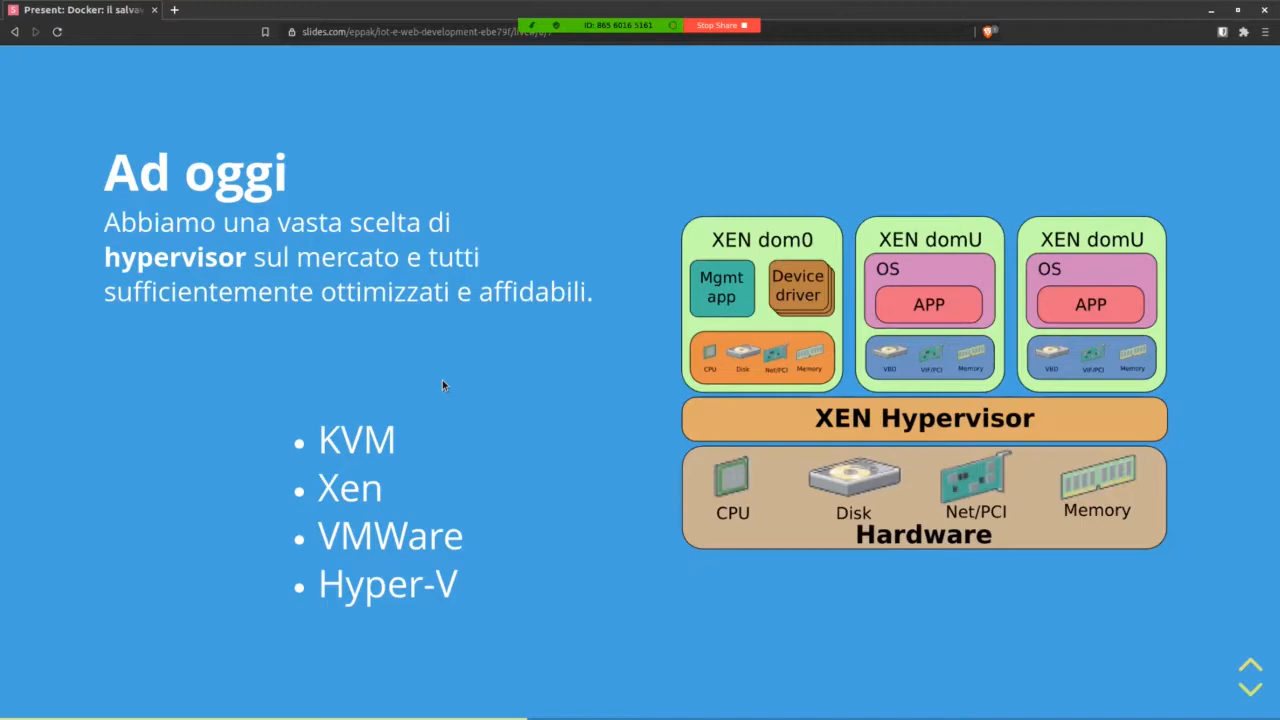 Present: Docker: il salva
ID: 865 6016 5161
Stop Share
slides.com/eppak/iot-e-web-development-ebe79f/
Ad oggi
Abbiamo una vasta scelta di
hypervisor sul mercato e tutti
sufficientemente ottimizzati e affidabili.
KVM
Xen
VMWare
Hyper-V
XEN dom0
Mgmt
app
Device
driver
CPU Disk Net/PCI Memory
XEN domU
OS
APP
VBD VIF/PCI Memory
XEN domU
OS
APP
VBD VIF/PCI Memory
XEN Hypervisor
CPU Disk Net/PCI Memory
Hardware